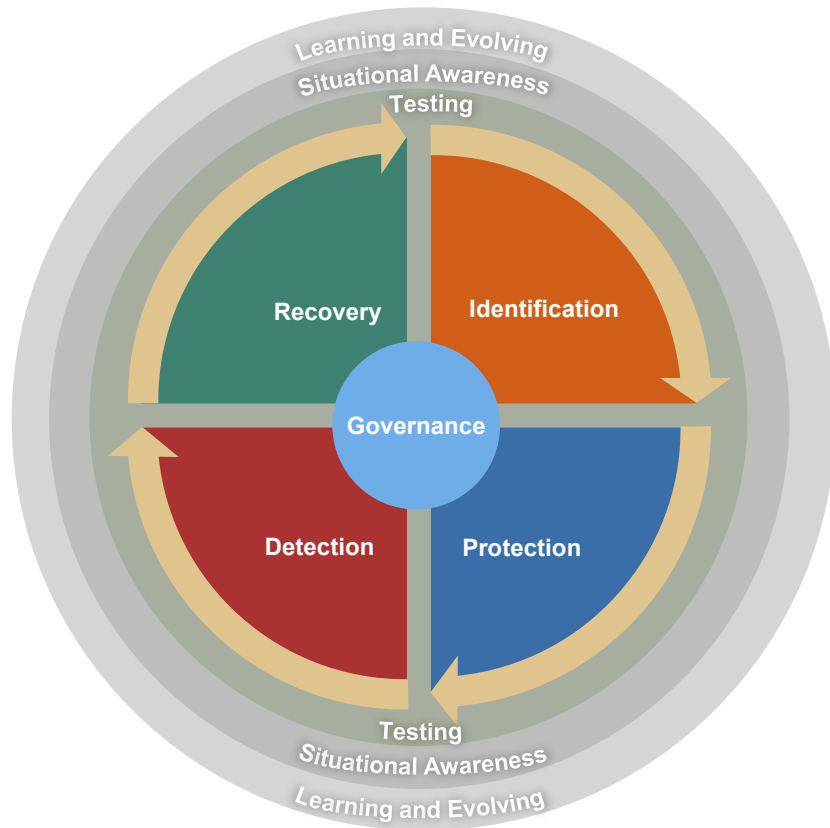 Learning and Evolving
Situational Awareness
Testing
Recovery
Identification
Governance
Detection
Protection
Testing
Situational Awareness
Learning and Evolving